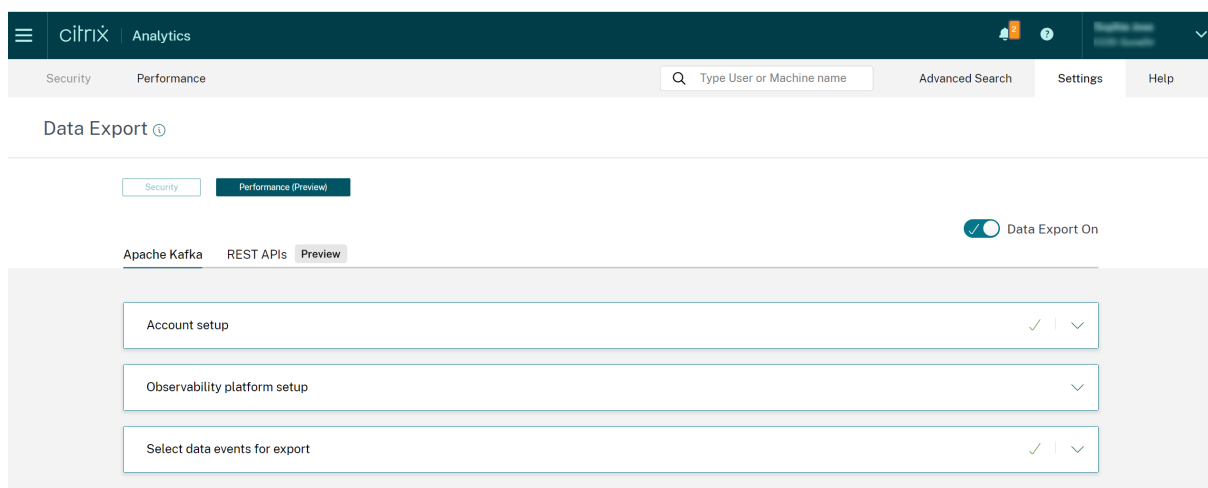 citrix Analytics 2 ?
Security Performance Type User or Machine name Advanced Search Settings Help
Data Export
Security Performance (Preview)
Data Export On
Apache Kafka REST APIs Preview
Account setup
Observability platform setup
Select data events for export